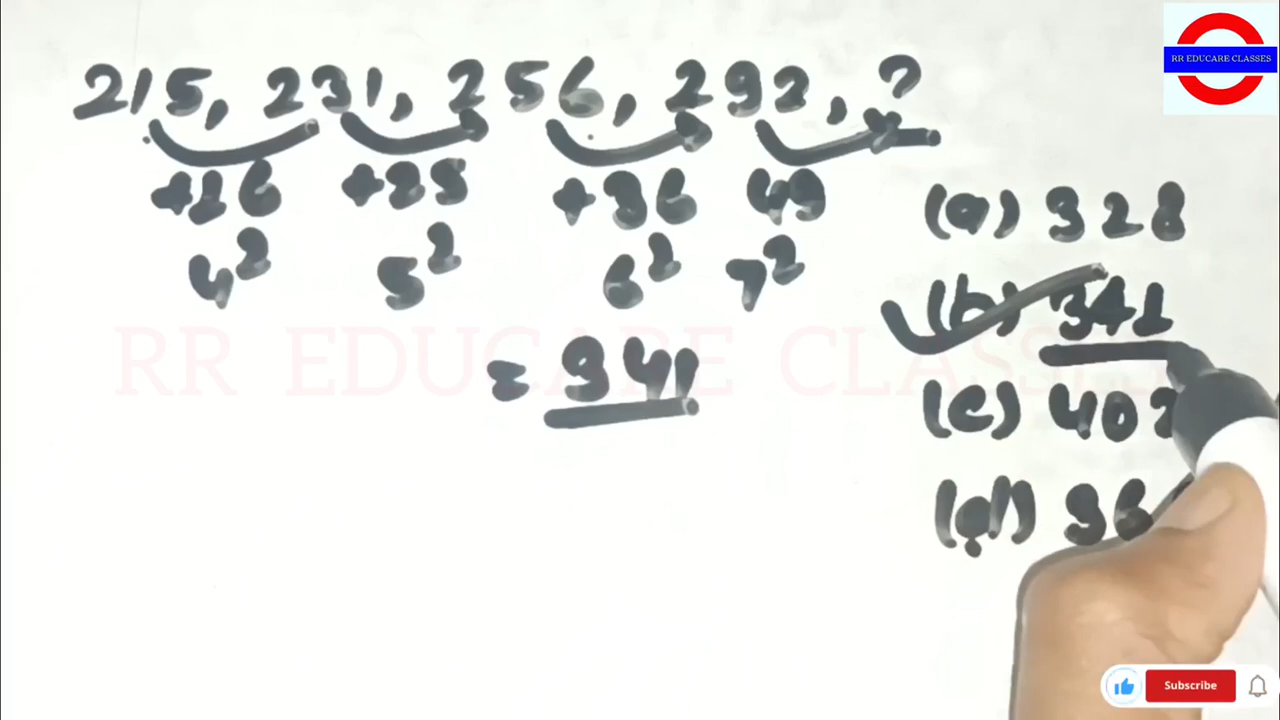 RR EDUCARE CLASSES
215, 231, 256, 292, ?
+16 +25 +36 49
4² 5² 6² 7²
= 341
(a) 328
(b) 341
(c) 402
(d) 36
RR EDUCARE CLASSES
Subscribe